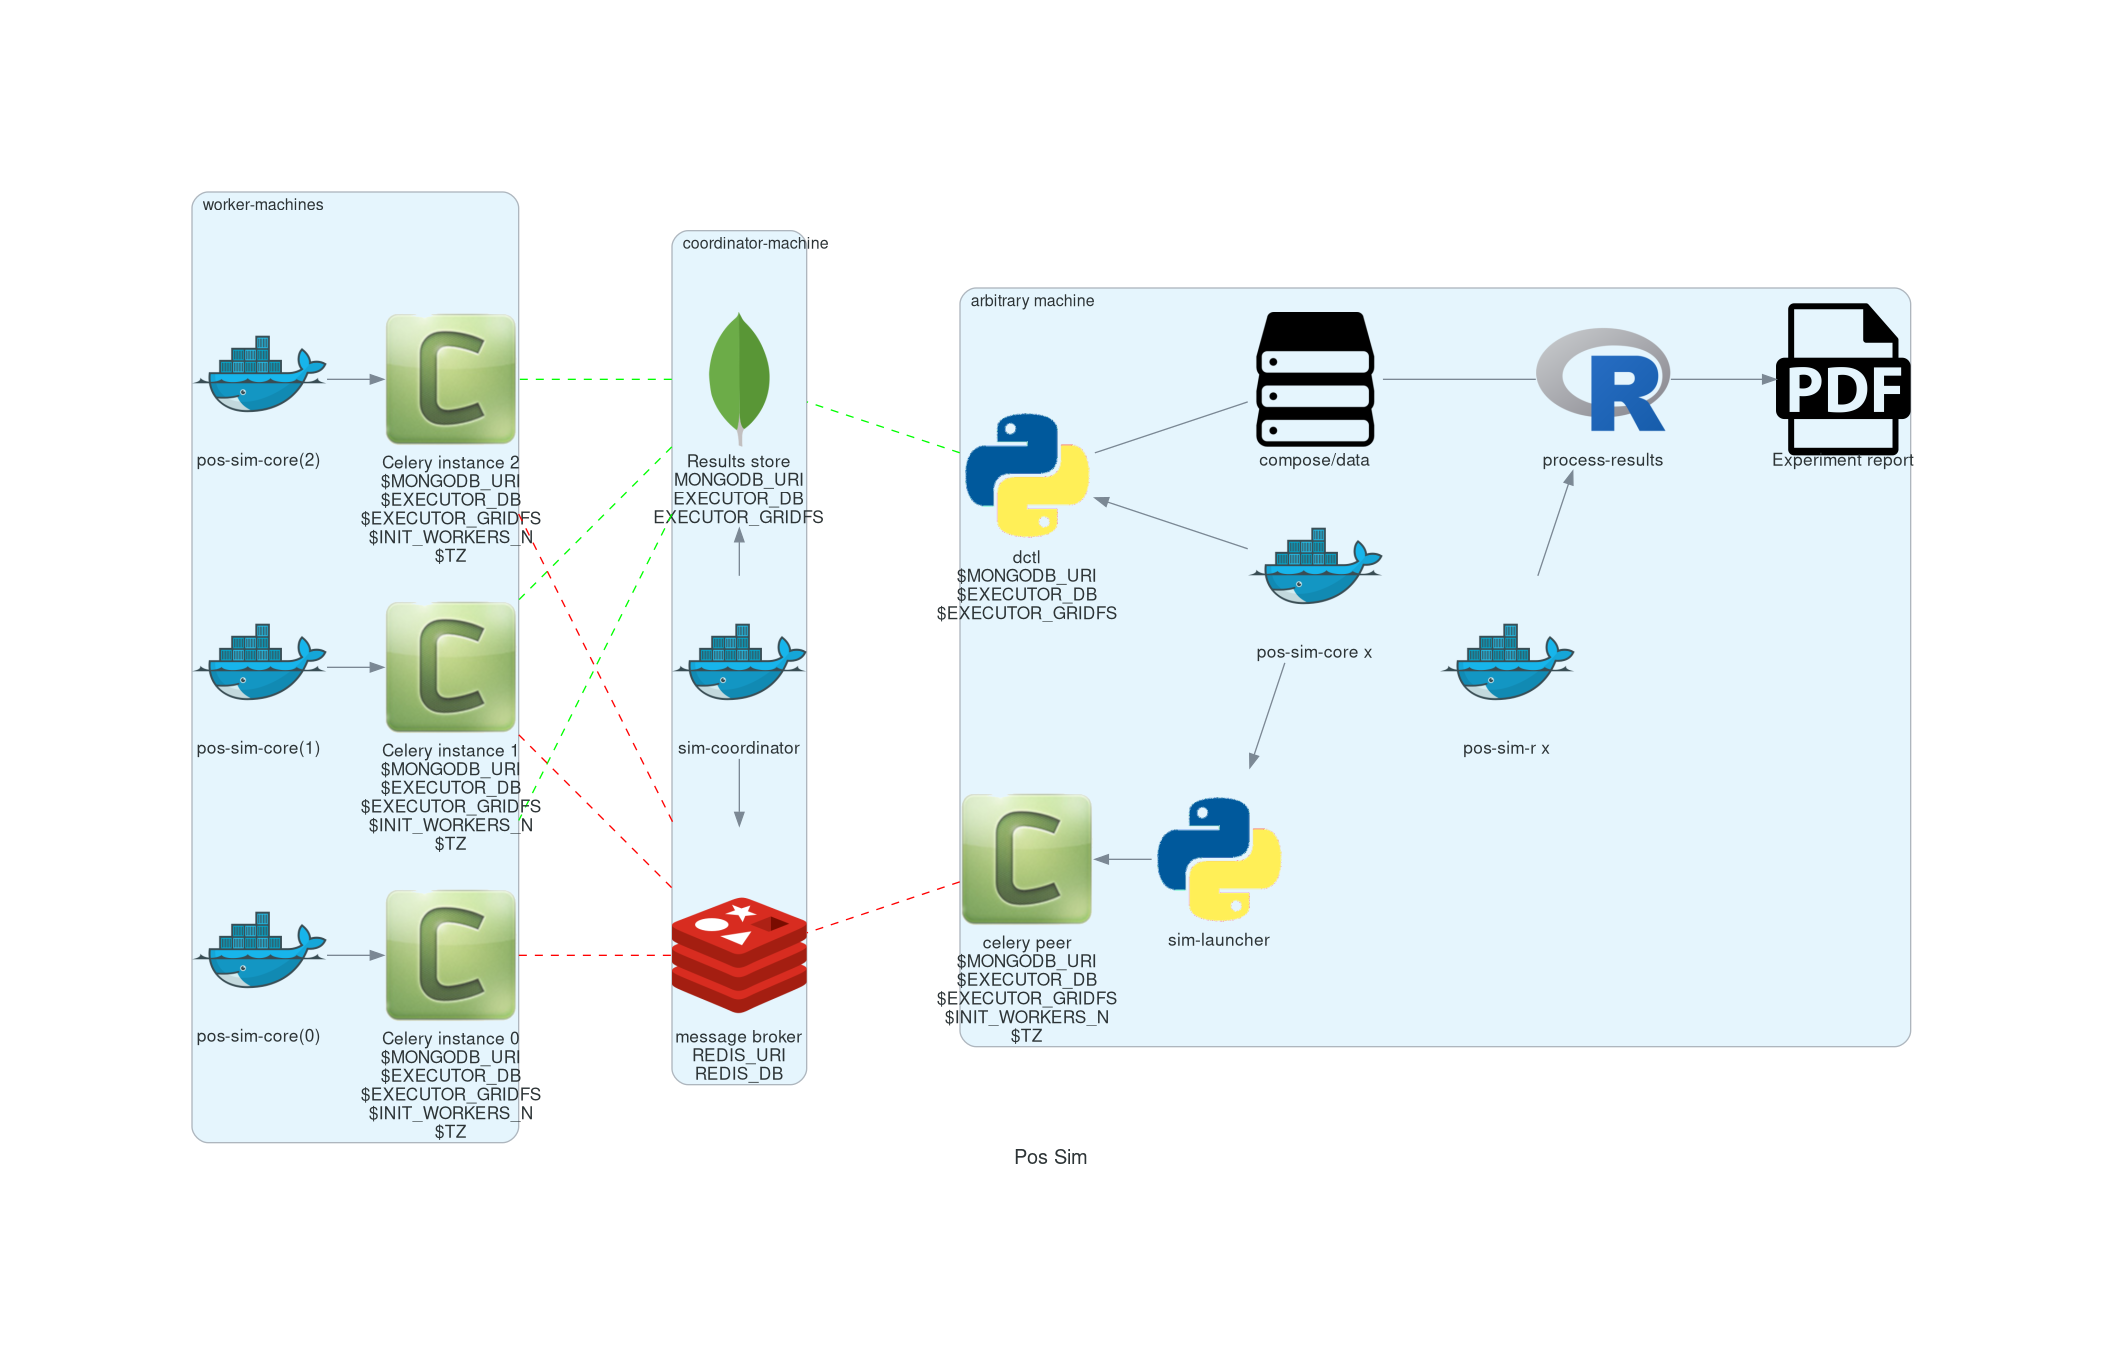 worker-machines
pos-sim-core(2)
Celery instance 2
$MONGODB_URI
$EXECUTOR_DB
$EXECUTOR_GRIDFS
$INIT_WORKERS_N
$TZ
pos-sim-core(1)
Celery instance 1
$MONGODB_URI
$EXECUTOR_DB
$EXECUTOR_GRIDFS
$INIT_WORKERS_N
$TZ
pos-sim-core(0)
Celery instance 0
$MONGODB_URI
$EXECUTOR_DB
$EXECUTOR_GRIDFS
$INIT_WORKERS_N
$TZ
coordinator-machine
Results store
MONGODB_URI
EXECUTOR_DB
EXECUTOR_GRIDFS
sim-coordinator
message broker
REDIS_URI
REDIS_DB
arbitrary machine
dctl
$MONGODB_URI
$EXECUTOR_DB
$EXECUTOR_GRIDFS
compose/data
R
process-results
PDF
Experiment report
pos-sim-core x
pos-sim-r x
C
C
C
C
celery peer
$MONGODB_URI
$EXECUTOR_DB
$EXECUTOR_GRIDFS
$INIT_WORKERS_N
$TZ
sim-launcher
Pos Sim